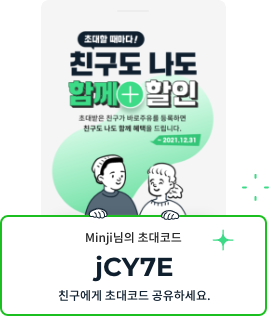 초대할 때마다!
친구도 나도
함께+할인
초대받은 친구가 바로주유를 등록하면
친구도 나도 함께 혜택을 드립니다.
~ 2021.12.31
Minji님의 초대코드
jCY7E
친구에게 초대코드 공유하세요.